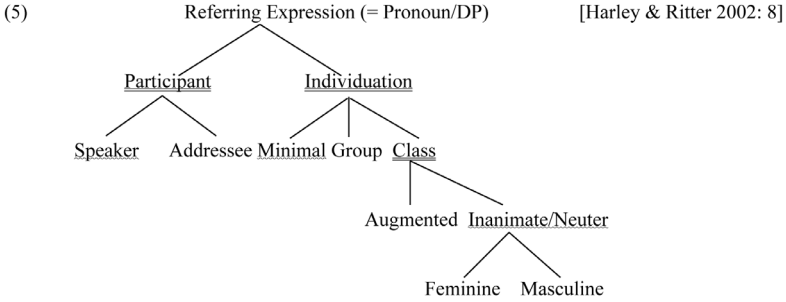 (5) Referring Expression (= Pronoun/DP) [Harley & Ritter 2002: 8]
Participant Individuation
Speaker Addressee Minimal Group Class
Augmented Inanimate/Neuter
Feminine Masculine